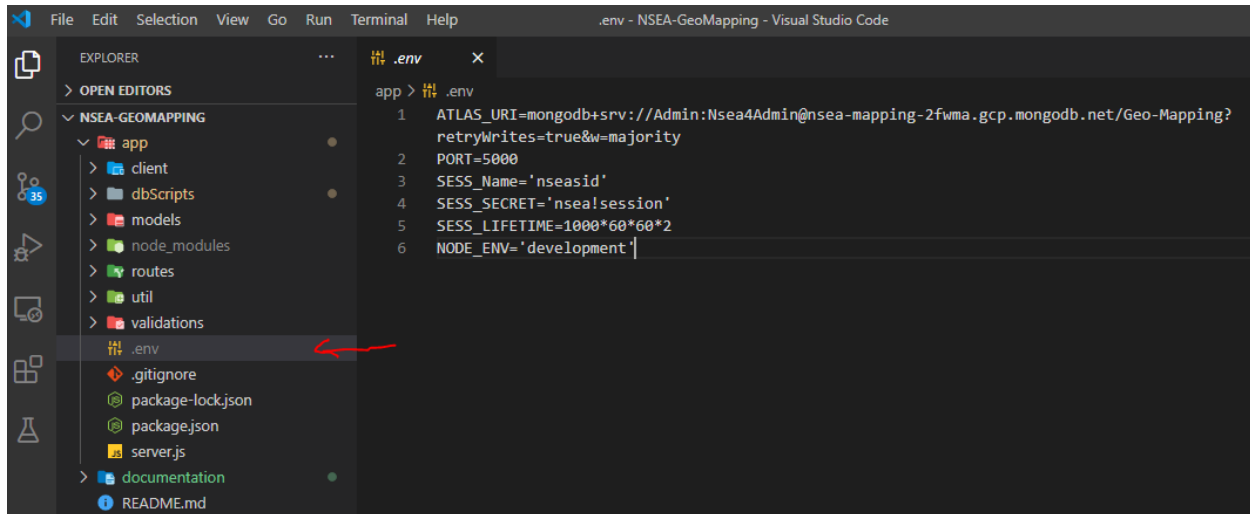 File Edit Selection View Go Run Terminal Help .env - NSEA-GeoMapping - Visual Studio Code
EXPLORER
OPEN EDITORS
NSEA-GEOMAPPING
app
client
dbScripts
models
node_modules
routes
util
validations
.env
.gitignore
package-lock.json
package.json
JS server.js
documentation
README.md
35
.env
app > .env
1 ATLAS_URI=mongodb+srv://Admin:Nsea4Admin@nsea-mapping-2fwma.gcp.mongodb.net/Geo-Mapping?
retryWrites=true&w=majority
2 PORT=5000
3 SESS_Name='nseasid'
4 SESS_SECRET='nsea!session'
5 SESS_LIFETIME=1000*60*60*2
6 NODE_ENV='development'